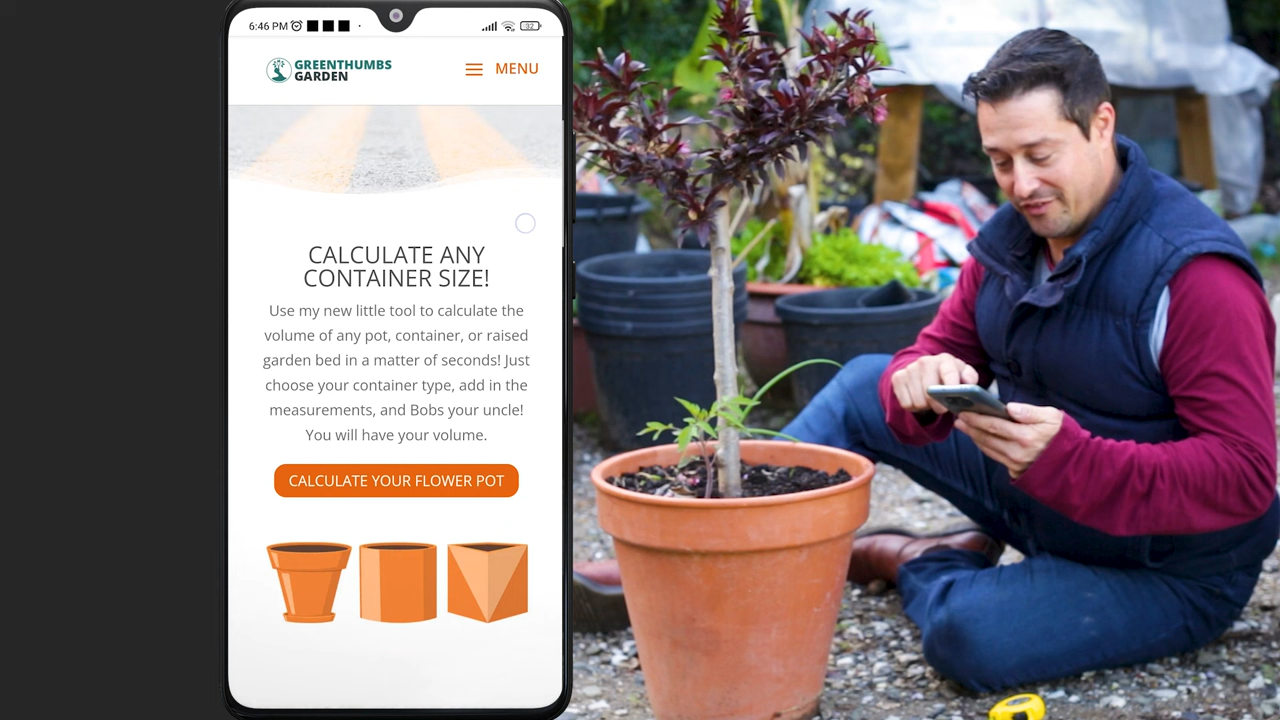 6:46 PM
32
GREENTHUMBS
GARDEN
MENU
CALCULATE ANY
CONTAINER SIZE!
Use my new little tool to calculate the
volume of any pot, container, or raised
garden bed in a matter of seconds! Just
choose your container type, add in the
measurements, and Bobs your uncle!
You will have your volume.
CALCULATE YOUR FLOWER POT